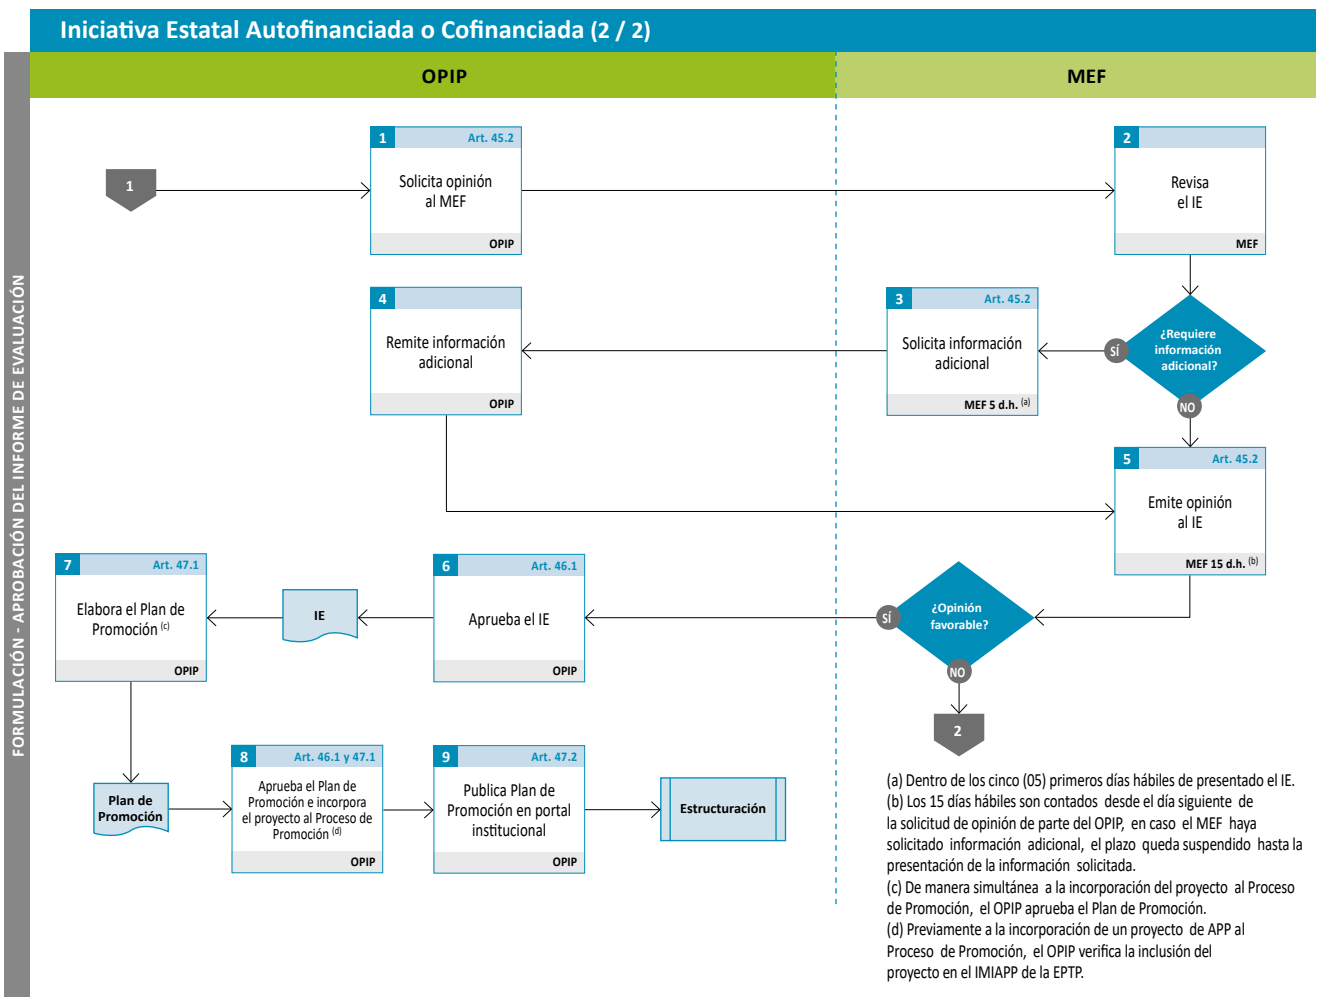 Iniciativa Estatal Autofinanciada o Cofinanciada (2 / 2)
OPIP
MEF
FORMULACIÓN - APROBACIÓN DEL INFORME DE EVALUACIÓN
1
1
Art. 45.2
Solicita opinión
al MEF
OPIP
2
Revisa
el IE
MEF
¿Requiere
información
adicional?
SÍ
NO
3
Art. 45.2
Solicita información
adicional
MEF 5 d.h. (a)
4
Remite información
adicional
OPIP
5
Art. 45.2
Emite opinión
al IE
MEF 15 d.h. (b)
¿Opinión
favorable?
SÍ
NO
2
6
Art. 46.1
Aprueba el IE
OPIP
IE
7
Art. 47.1
Elabora el Plan de
Promoción (c)
OPIP
Plan de
Promoción
8
Art. 46.1 y 47.1
Aprueba el Plan de
Promoción e incorpora
el proyecto al Proceso de
Promoción (d)
OPIP
9
Art. 47.2
Publica Plan de
Promoción en portal
institucional
OPIP
Estructuración
(a) Dentro de los cinco (05) primeros días hábiles de presentado el IE.
(b) Los 15 días hábiles son contados desde el día siguiente de
la solicitud de opinión de parte del OPIP, en caso el MEF haya
solicitado información adicional, el plazo queda suspendido hasta la
presentación de la información solicitada.
(c) De manera simultánea a la incorporación del proyecto al Proceso
de Promoción, el OPIP aprueba el Plan de Promoción.
(d) Previamente a la incorporación de un proyecto de APP al
Proceso de Promoción, el OPIP verifica la inclusión del
proyecto en el IMIAPP de la EPTP.